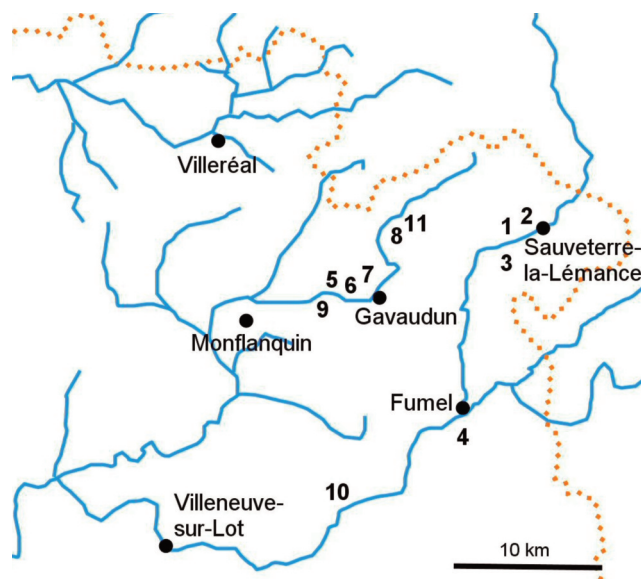 Villeréal
11
8
1
2
Sauveterre-
la-Lémance
3
5
6
7
9
Gavaudun
Monflanquin
Fumel
4
10
Villeneuve-
sur-Lot
10 km